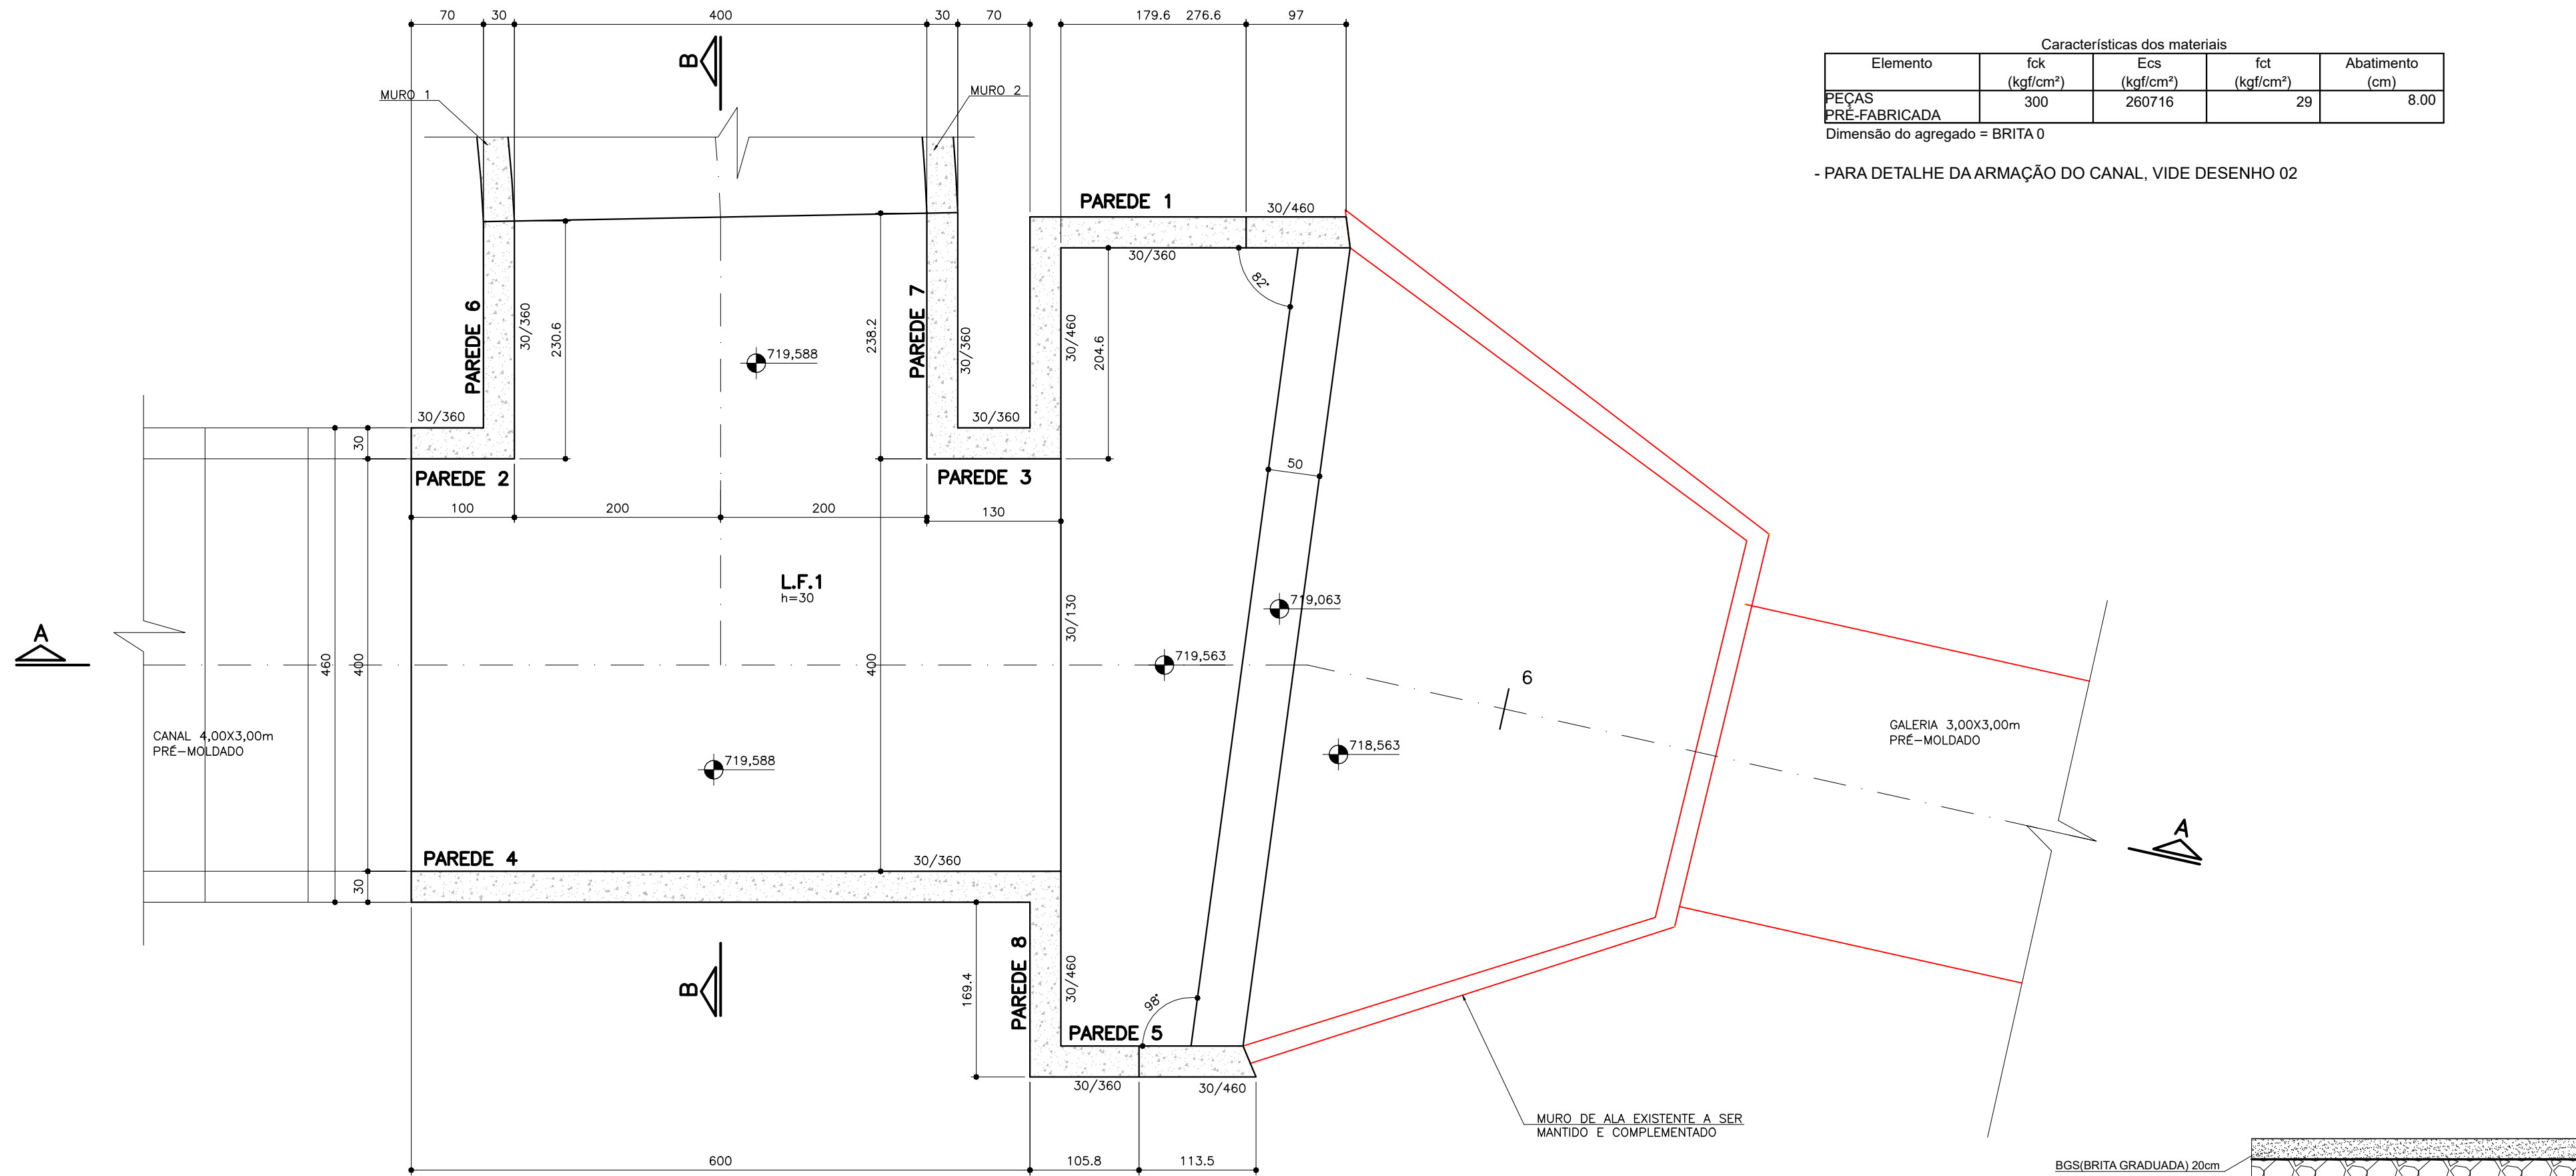 70
30
400
30
70
179.6
276.6
97
Características dos materiais
Elemento
fck
(kgf/cm²)
Ecs
(kgf/cm²)
fct
(kgf/cm²)
Abatimento
(cm)
PEÇAS
PRÉ-FABRICADA
300
260716
29
8.00
Dimensão do agregado = BRITA 0
- PARA DETALHE DA ARMAÇÃO DO CANAL, VIDE DESENHO 02
B
MURO 1
MURO 2
PAREDE 1
30/460
30/360
82°
PAREDE 6
30/360
230.6
238.2
PAREDE 7
30/360
30/460
204.6
719,588
30/360
30/360
30
PAREDE 2
PAREDE 3
50
100
200
200
130
L.F.1
h=30
30/130
719,063
A
460
400
400
719,563
6
CANAL 4,00X3,00m
PRÉ-MOLDADO
719,588
718,563
GALERIA 3,00X3,00m
PRÉ-MOLDADO
A
PAREDE 4
30/360
30
B
169.4
PAREDE 8
30/460
98°
PAREDE 5
30/360
30/460
MURO DE ALA EXISTENTE A SER
MANTIDO E COMPLEMENTADO
600
105.8
113.5
BGS(BRITA GRADUADA) 20cm